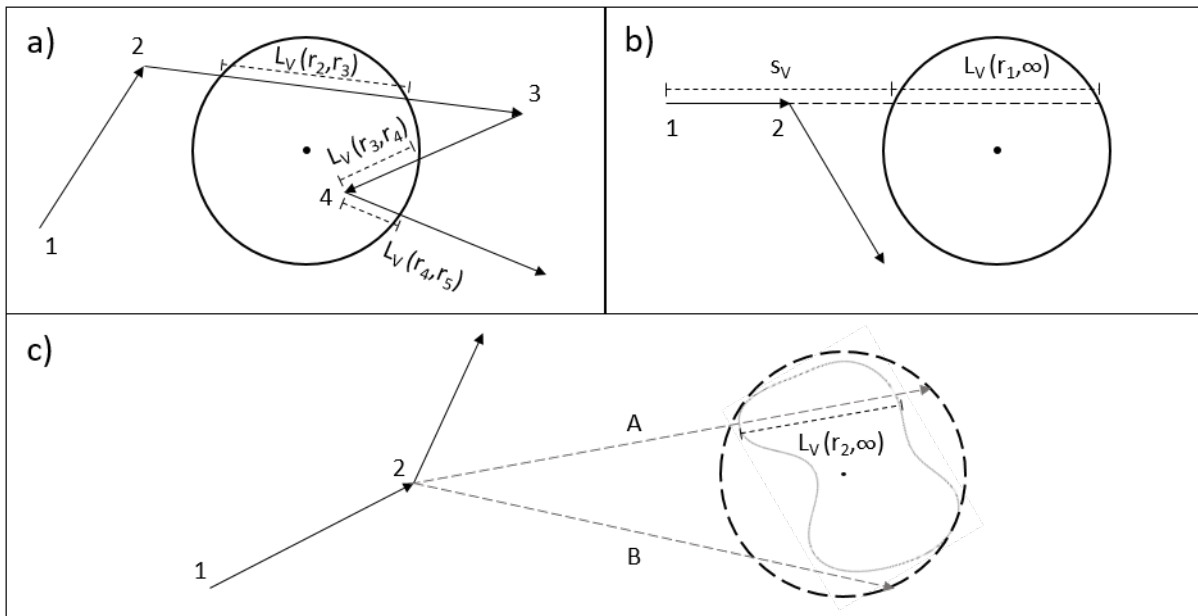 a)
2
L_V(r_2,r_3)
3
L_V(r_3,r_4)
4
1
L_V(r_4,r_5)
b)
s_V
L_V(r_1,∞)
1
2
c)
A
2
L_V(r_2,∞)
B
1